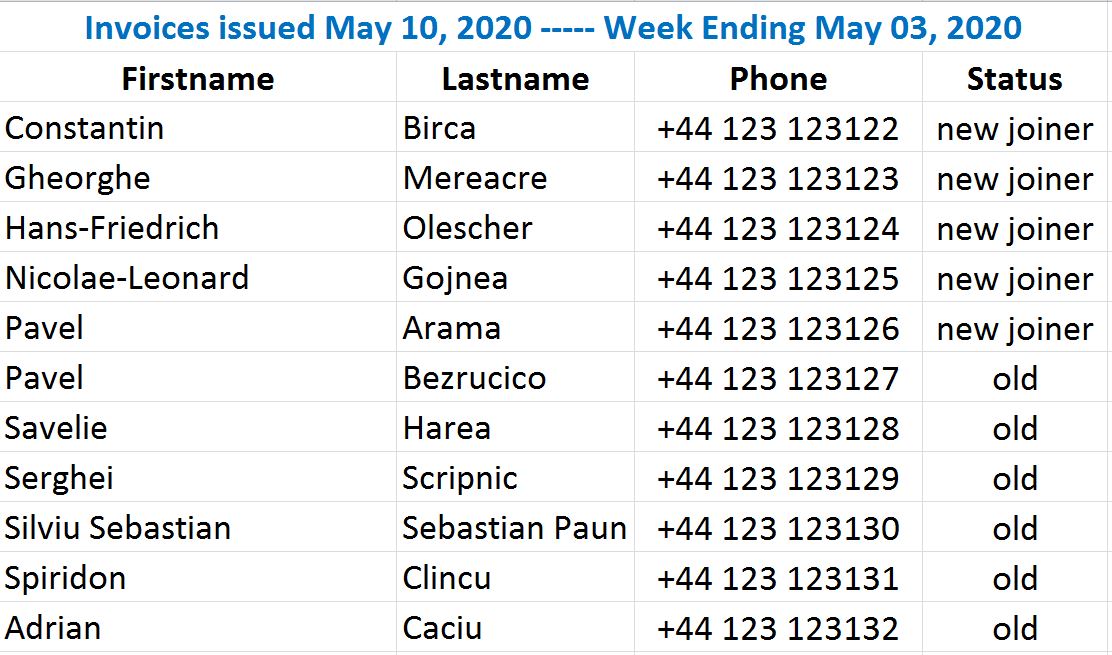 Invoices issued May 10, 2020 ----- Week Ending May 03, 2020
Firstname Lastname Phone Status
Constantin Birca +44 123 123122 new joiner
Gheorghe Mereacre +44 123 123123 new joiner
Hans-Friedrich Olescher +44 123 123124 new joiner
Nicolae-Leonard Gojnea +44 123 123125 new joiner
Pavel Arama +44 123 123126 new joiner
Pavel Bezrucico +44 123 123127 old
Savelie Harea +44 123 123128 old
Serghei Scripnic +44 123 123129 old
Silviu Sebastian Sebastian Paun +44 123 123130 old
Spiridon Clincu +44 123 123131 old
Adrian Caciu +44 123 123132 old